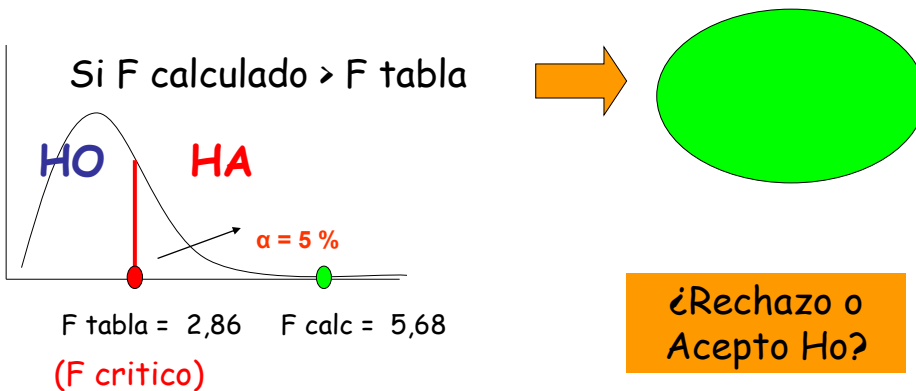 Si F calculado > F tabla
HO HA
α = 5 %
F tabla = 2,86 F calc = 5,68
(F critico)
¿Rechazo o
Acepto Ho?